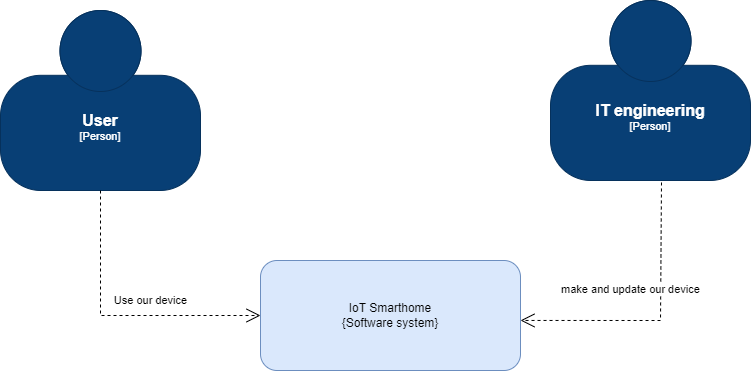 User
[Person]
IT engineering
[Person]
Use our device
IoT Smarthome
{Software system}
make and update our device